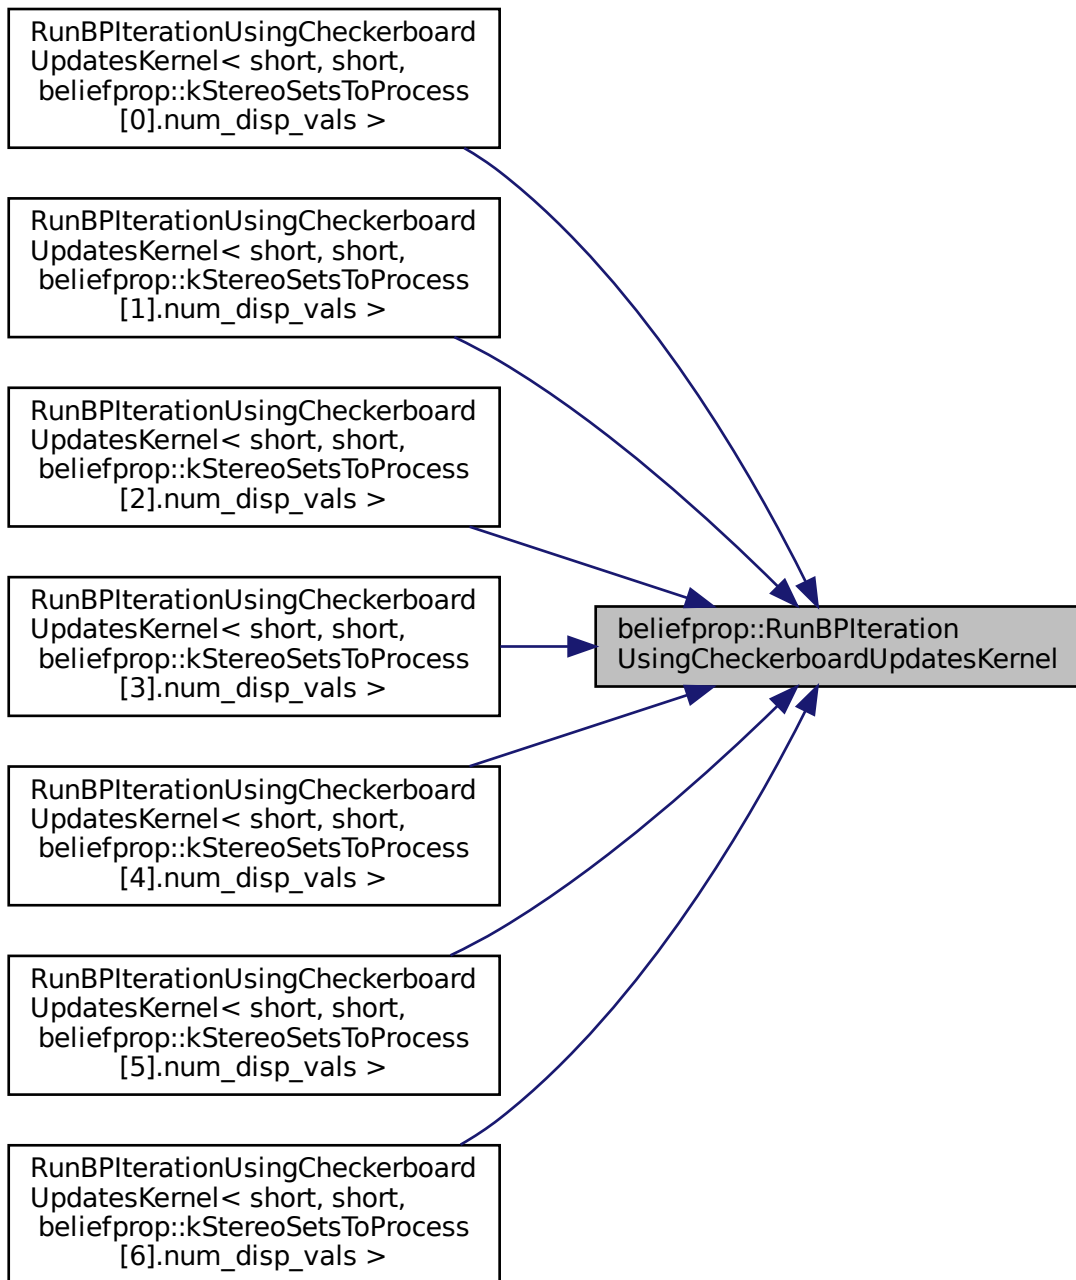 RunBPIterationUsingCheckerboard
UpdatesKernel< short, short,
beliefprop::kStereoSetsToProcess
[0].num_disp_vals >
RunBPIterationUsingCheckerboard
UpdatesKernel< short, short,
beliefprop::kStereoSetsToProcess
[1].num_disp_vals >
RunBPIterationUsingCheckerboard
UpdatesKernel< short, short,
beliefprop::kStereoSetsToProcess
[2].num_disp_vals >
RunBPIterationUsingCheckerboard
UpdatesKernel< short, short,
beliefprop::kStereoSetsToProcess
[3].num_disp_vals >
beliefprop::RunBPIteration
UsingCheckerboardUpdatesKernel
RunBPIterationUsingCheckerboard
UpdatesKernel< short, short,
beliefprop::kStereoSetsToProcess
[4].num_disp_vals >
RunBPIterationUsingCheckerboard
UpdatesKernel< short, short,
beliefprop::kStereoSetsToProcess
[5].num_disp_vals >
RunBPIterationUsingCheckerboard
UpdatesKernel< short, short,
beliefprop::kStereoSetsToProcess
[6].num_disp_vals >